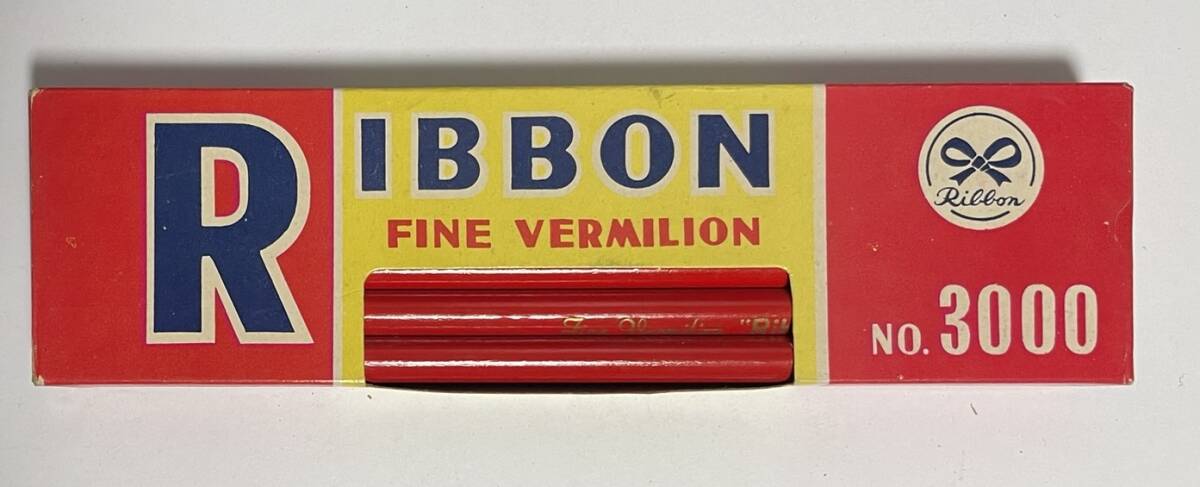 RIBBON
FINE VERMILION
Fine Vermilion "Ri
Ribbon
NO. 3000